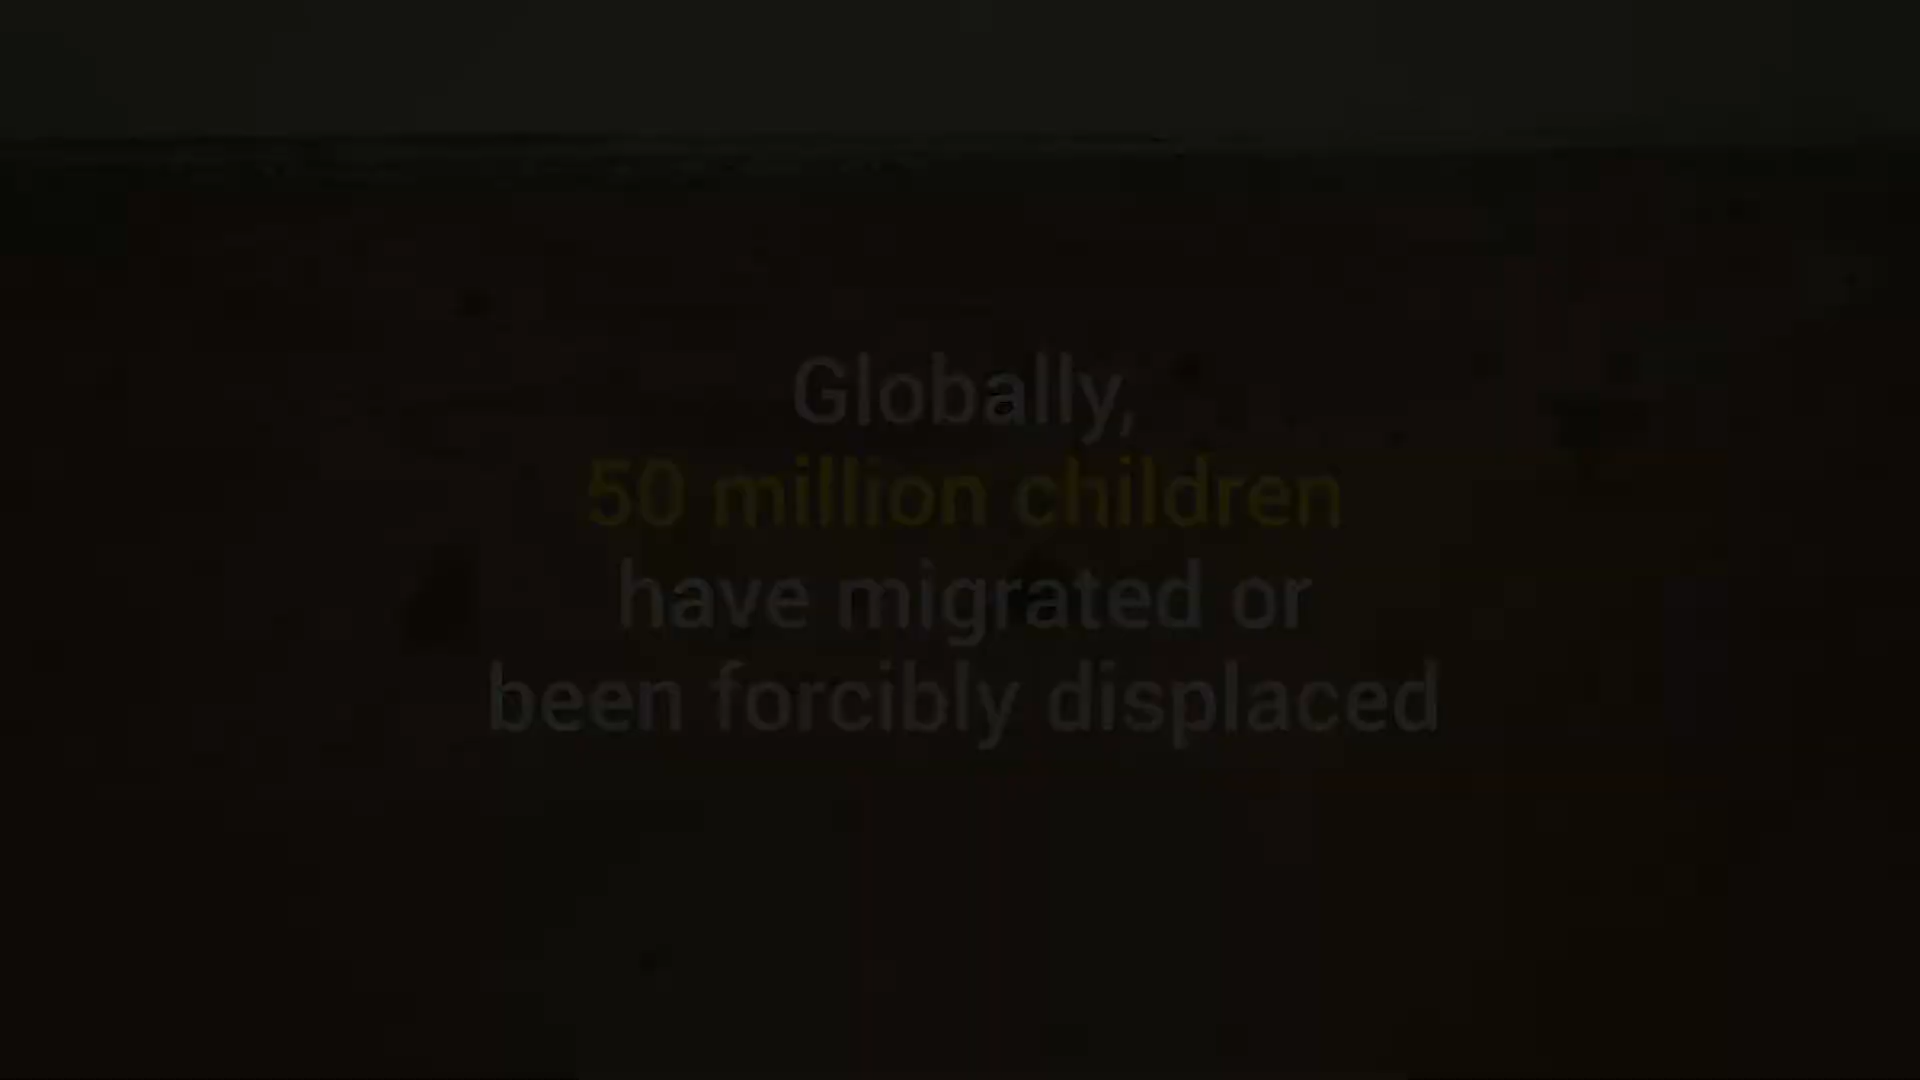 Globally,
50 million children
have migrated or
been forcibly displaced